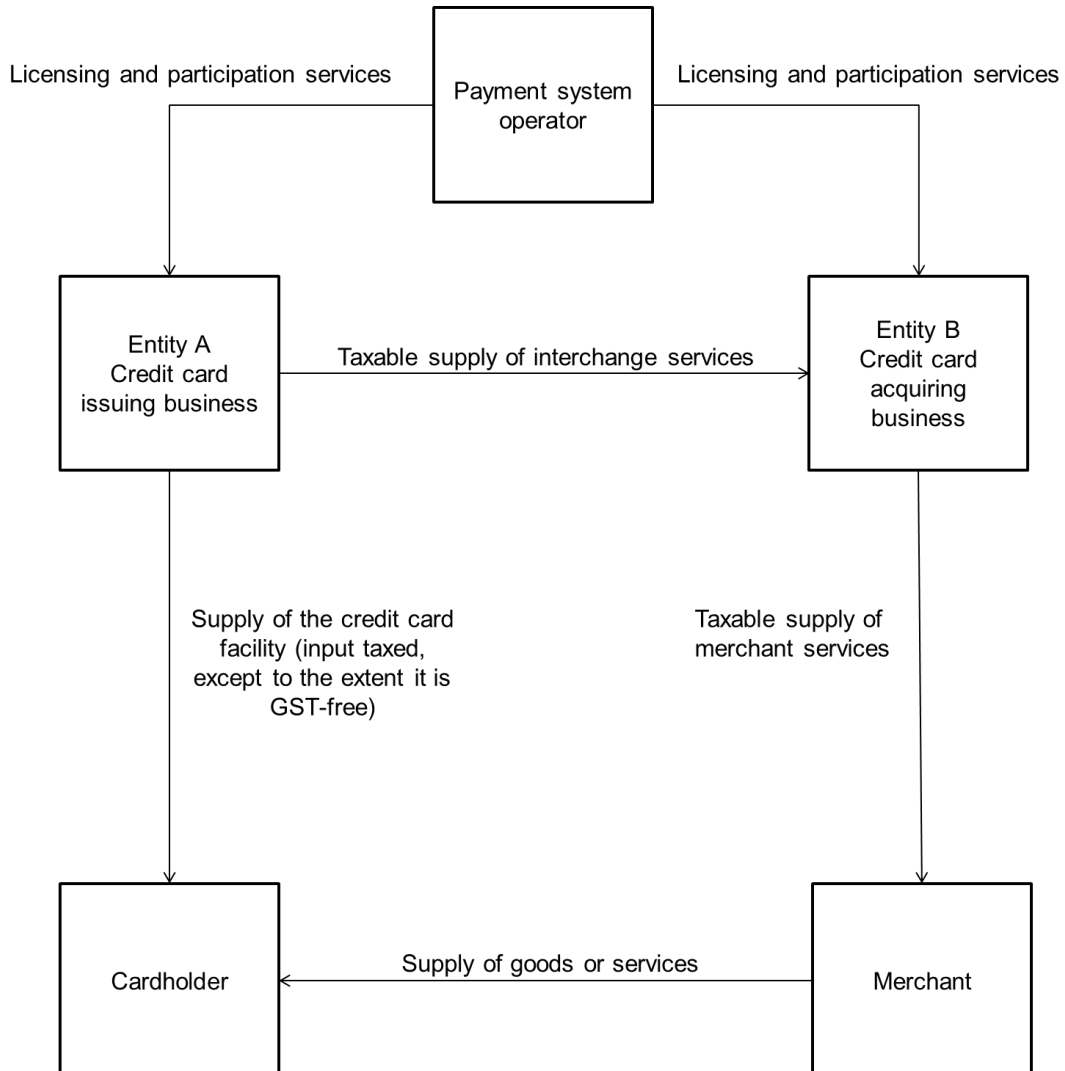 Licensing and participation services
Payment system
operator
Licensing and participation services
Entity A
Credit card
issuing business
Taxable supply of interchange services
Entity B
Credit card
acquiring
business
Supply of the credit card
facility (input taxed,
except to the extent it is
GST-free)
Taxable supply of
merchant services
Cardholder
Supply of goods or services
Merchant